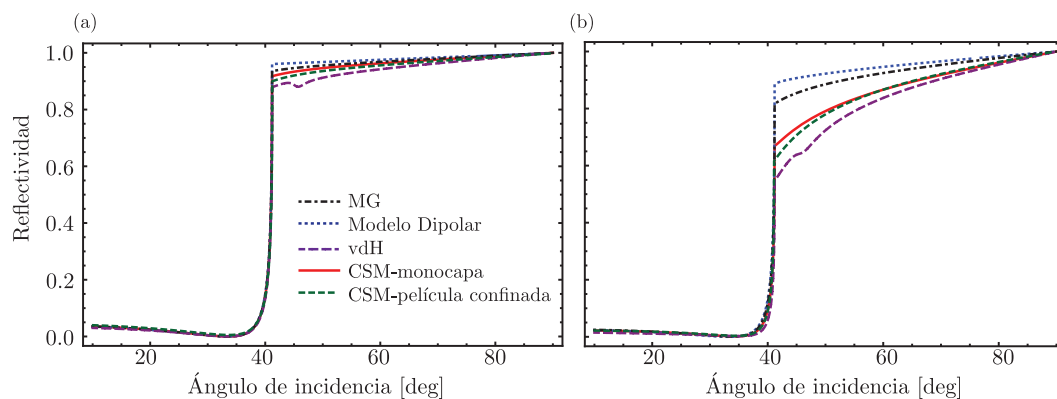 (a)
(b)
1.0
0.8
0.6
0.4
0.2
0.0
Reflectividad
MG
Modelo Dipolar
vdH
CSM-monocapa
CSM-película confinada
20 40 60 80
20 40 60 80
Ángulo de incidencia [deg]
Ángulo de incidencia [deg]